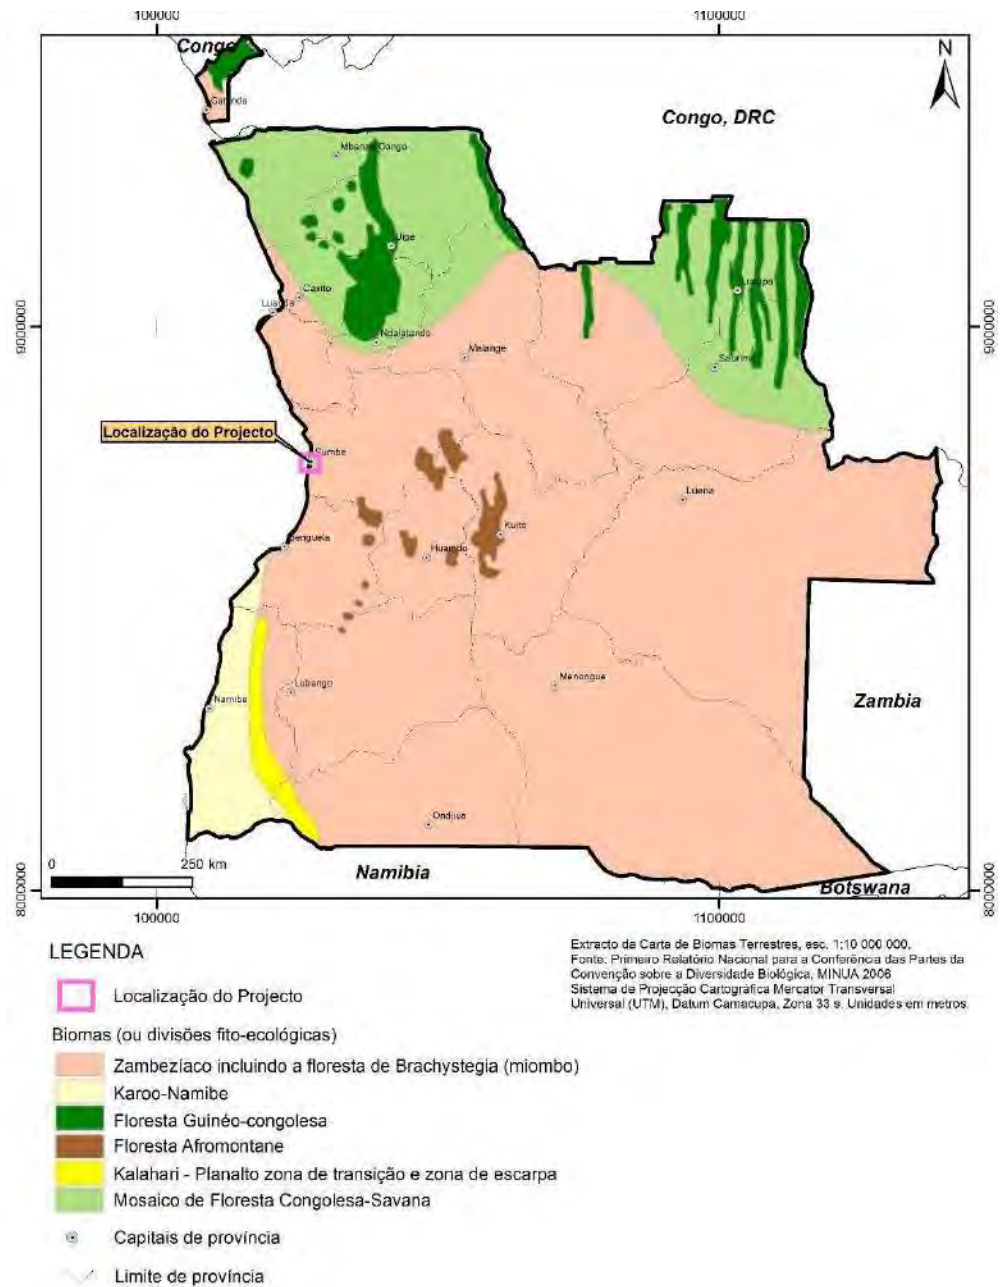 100000
1100000
Congo
N
Cabinda
Congo, DRC
Mbanza Congo
Uige
Caxito
Luanda
9000000
9000000
Ndalatando
Malange
Saurimo
Localização do Projecto
Sumbe
Luena
Kuito
Benguela
Huambo
Menongue
Lubango
Namibe
Zambia
Ondjiva
0
250 km
Namibia
Botswana
8000000
8000000
100000
1100000
LEGENDA
Extracto da Carta de Biomas Terrestres, esc. 1:10 000 000.
Fonte: Primeiro Relatório Nacional para a Conferência das Partes da
Convenção sobre a Diversidade Biológica, MINUA 2006
Sistema de Projecção Cartográfica Mercator Transversal
Universal (UTM), Datum Camacupa, Zona 33 s. Unidades em metros.
Localização do Projecto
Biomas (ou divisões fito-ecológicas)
Zambezíaco incluindo a floresta de Brachystegia (miombo)
Karoo-Namibe
Floresta Guinéo-congolesa
Floresta Afromontane
Kalahari - Planalto zona de transição e zona de escarpa
Mosaico de Floresta Congolesa-Savana
Capitais de província
Limite de província